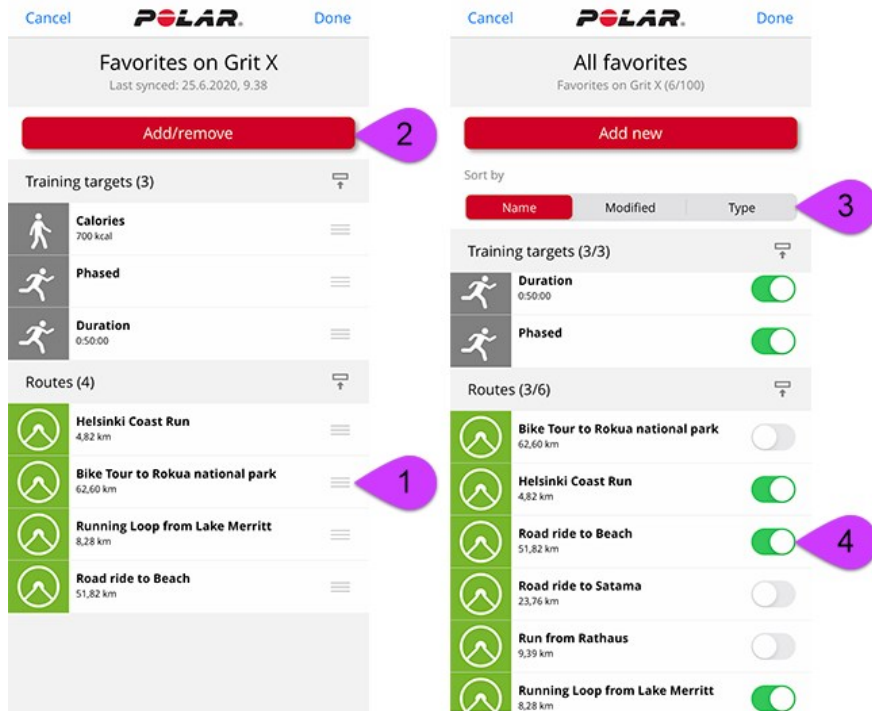 Cancel
POLAR.
Done
Favorites on Grit X
Last synced: 25.6.2020, 9.38
Add/remove
2
Training targets (3)
Calories
700 kcal
Phased
Duration
0:50:00
Routes (4)
Helsinki Coast Run
4,82 km
Bike Tour to Rokua national park
62,60 km
1
Running Loop from Lake Merritt
8,28 km
Road ride to Beach
51,82 km
Cancel
POLAR.
Done
All favorites
Favorites on Grit X (6/100)
Add new
Sort by
Name Modified Type
3
Training targets (3/3)
Duration
0:50:00
Phased
Routes (3/6)
Bike Tour to Rokua national park
62,60 km
Helsinki Coast Run
4,82 km
Road ride to Beach
51,82 km
4
Road ride to Satama
23,76 km
Run from Rathaus
9,39 km
Running Loop from Lake Merritt
8,28 km